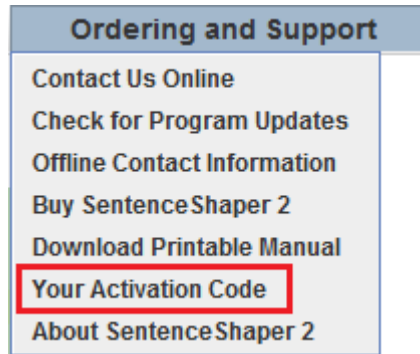 Ordering and Support
Contact Us Online
Check for Program Updates
Offline Contact Information
Buy SentenceShaper 2
Download Printable Manual
Your Activation Code
About SentenceShaper 2